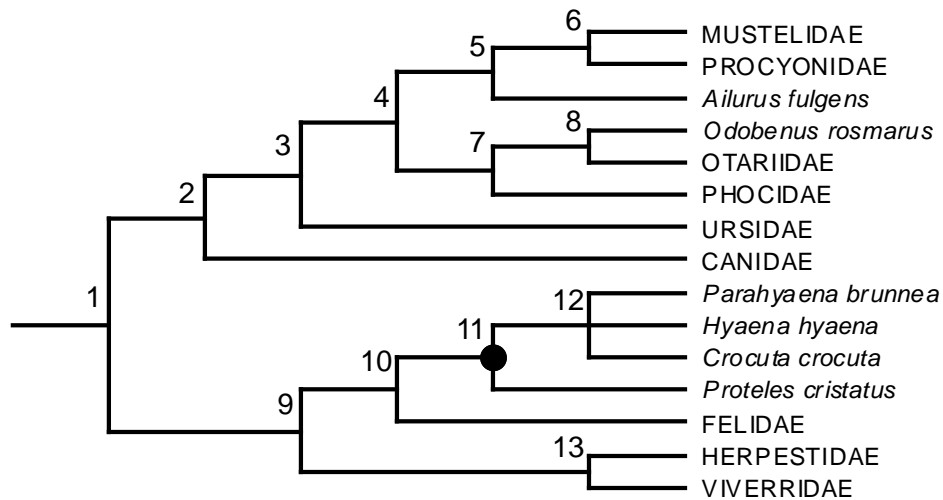 6
MUSTELIDAE
5
PROCYONIDAE
4
Ailurus fulgens
8
Odobenus rosmarus
3
7
OTARIIDAE
2
PHOCIDAE
URSIDAE
CANIDAE
1
12
Parahyaena brunnea
11
Hyaena hyaena
10
Crocuta crocuta
9
Proteles cristatus
FELIDAE
13
HERPESTIDAE
VIVERRIDAE